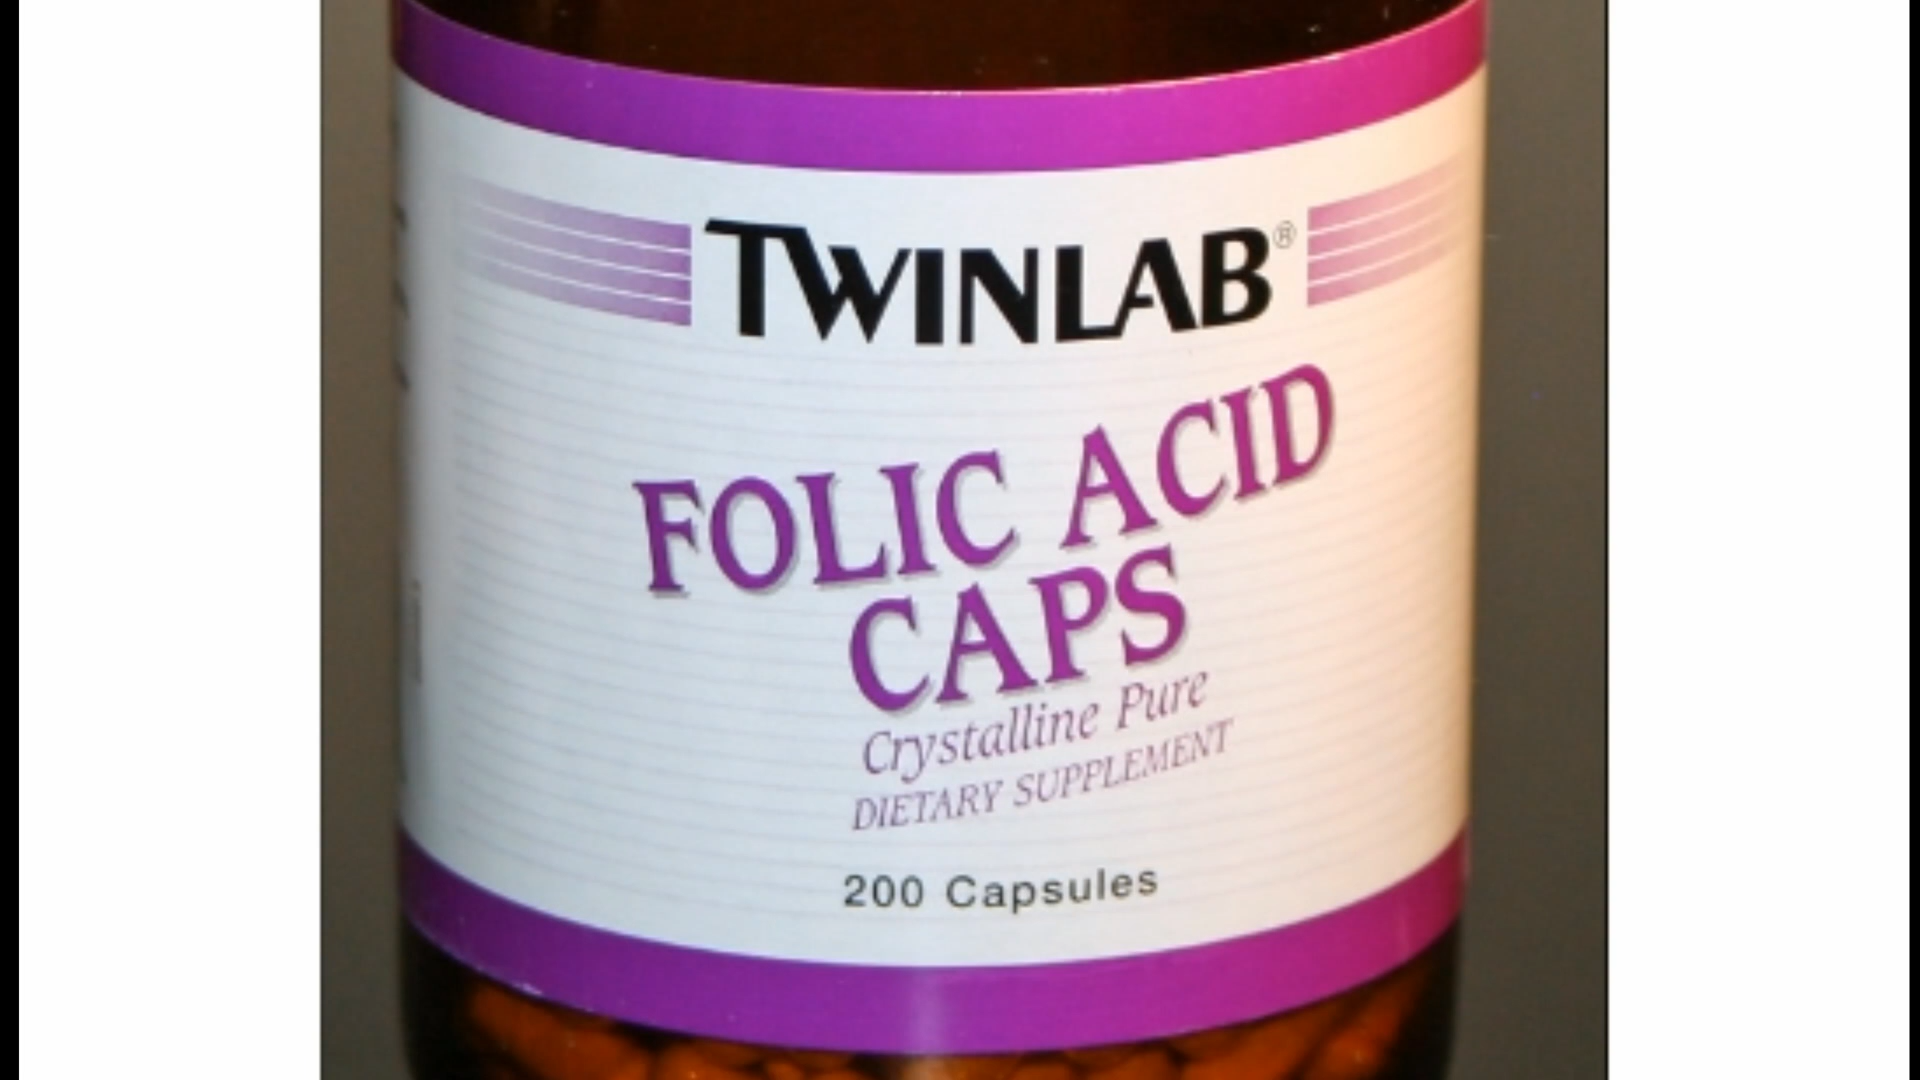 TWINLAB®
FOLIC ACID
CAPS
Crystalline Pure
DIETARY SUPPLEMENT
200 Capsules